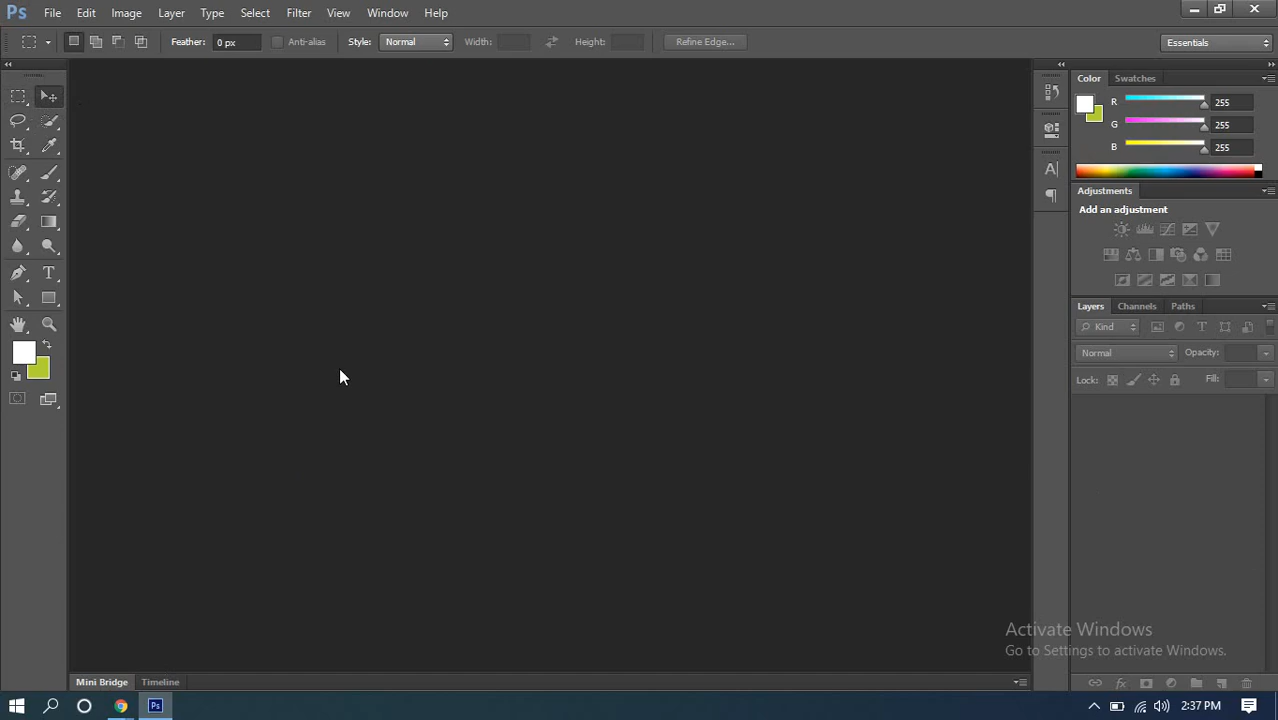 Ps File Edit Image Layer Type Select Filter View Window Help
Feather: 0 px Anti-alias Style: Normal Width: Height: Refine Edge... Essentials
Color Swatches
R 255
G 255
B 255
Adjustments
Add an adjustment
Layers Channels Paths
Kind
Normal Opacity:
Lock: Fill:
Activate Windows
Go to Settings to activate Windows.
Mini Bridge Timeline
Ps 2:37 PM